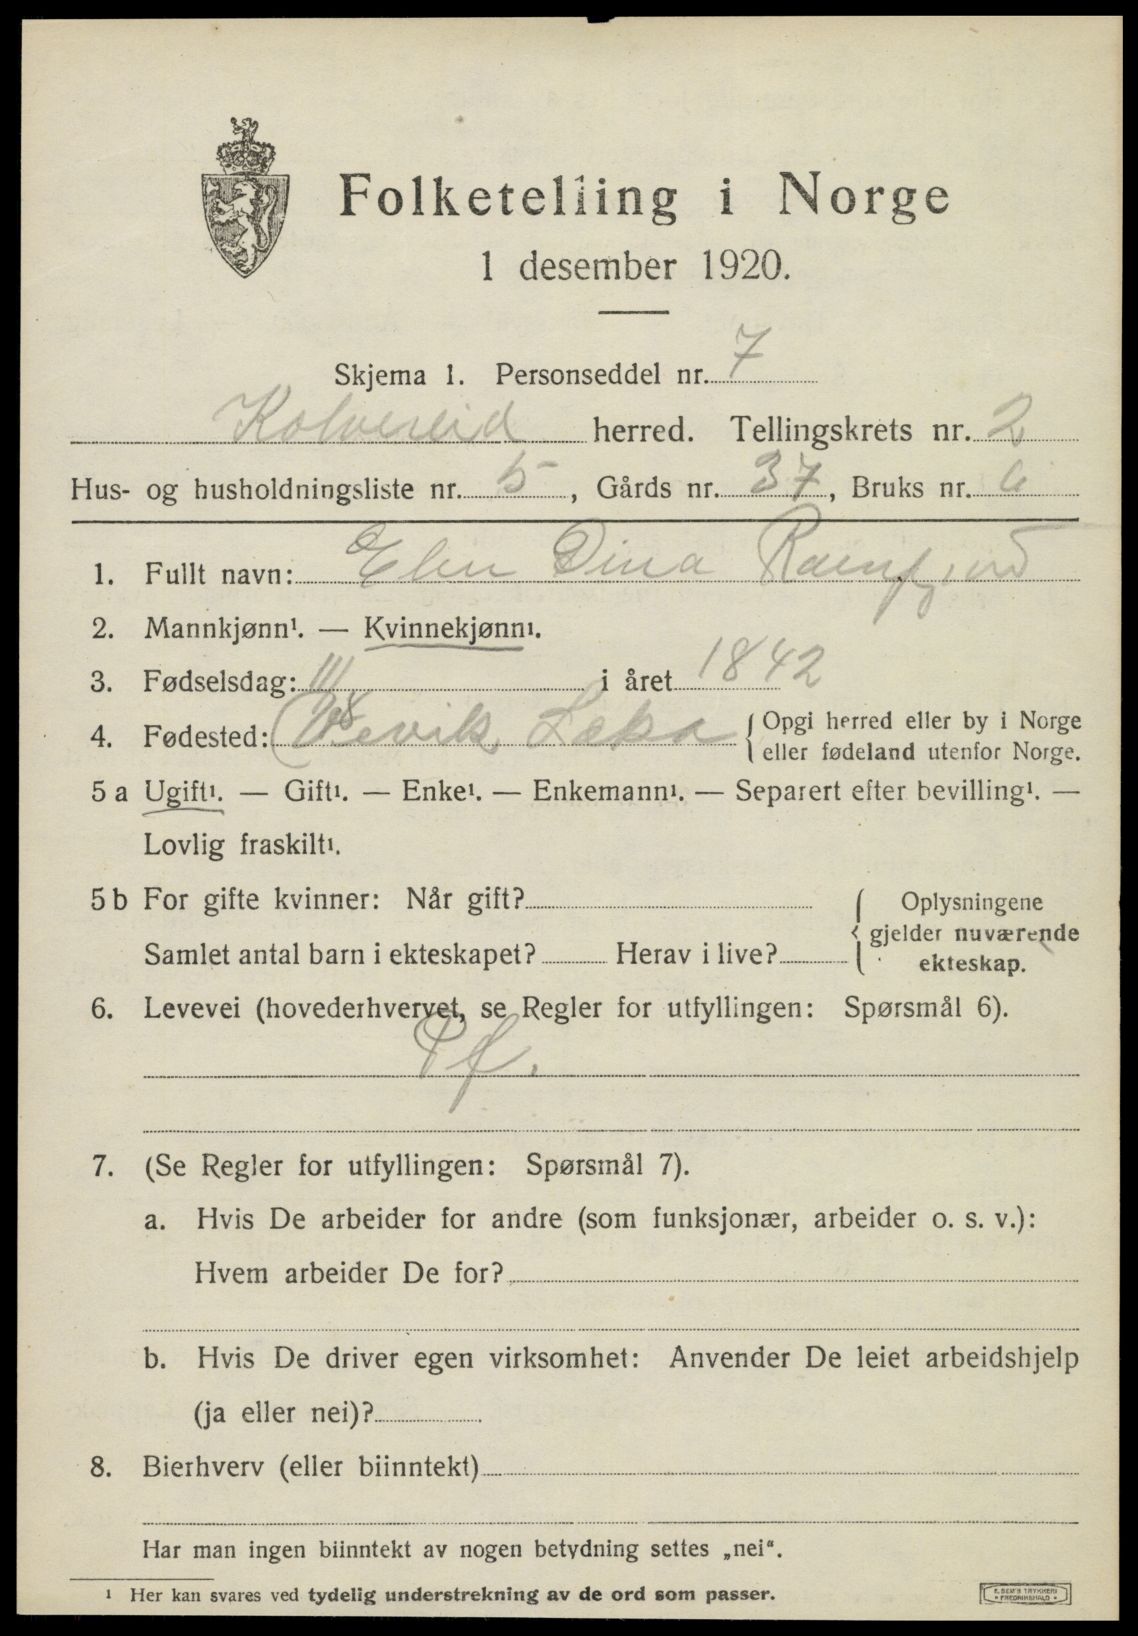 Folketelling i Norge
1 desember 1920.
Skjema 1. Personseddel nr. 7
Kolvereid herred. Tellingskrets nr. 2
Hus- og husholdningsliste nr. 5, Gårds nr. 37, Bruks nr. 6
1. Fullt navn: Elen Dina Ramfjord
2. Mannkjønn¹. — Kvinnekjønn¹.
3. Fødselsdag: i året 1842
4. Fødested: Leka { Opgi herred eller by i Norge
eller fødeland utenfor Norge.
5 a Ugift¹. — Gift¹. — Enke¹. — Enkemann¹. — Separert efter bevilling¹. —
Lovlig fraskilt¹.
5 b For gifte kvinner: Når gift? { Oplysningene
gjelder nuværende
Samlet antal barn i ekteskapet? Herav i live? ekteskap.
6. Levevei (hovederhvervet, se Regler for utfyllingen: Spørsmål 6).
7. (Se Regler for utfyllingen: Spørsmål 7).
a. Hvis De arbeider for andre (som funksjonær, arbeider o. s. v.):
Hvem arbeider De for?
b. Hvis De driver egen virksomhet: Anvender De leiet arbeidshjelp
(ja eller nei)?
8. Bierhverv (eller biinntekt)
Har man ingen biinntekt av nogen betydning settes „nei“.
¹ Her kan svares ved tydelig understrekning av de ord som passer.